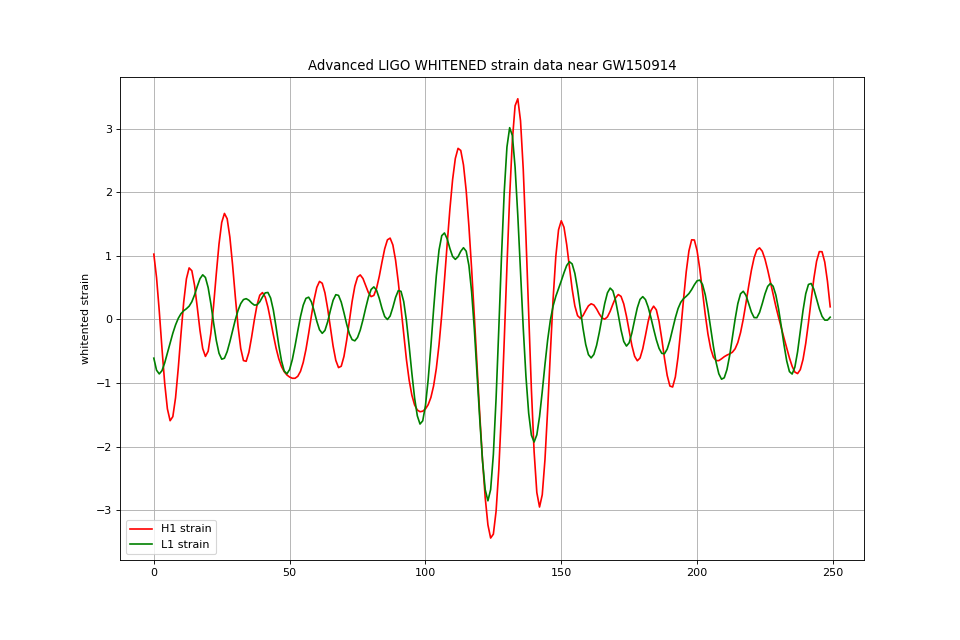 Advanced LIGO WHITENED strain data near GW150914
whitented strain
3
2
1
0
−1
−2
−3
H1 strain
L1 strain
0 50 100 150 200 250